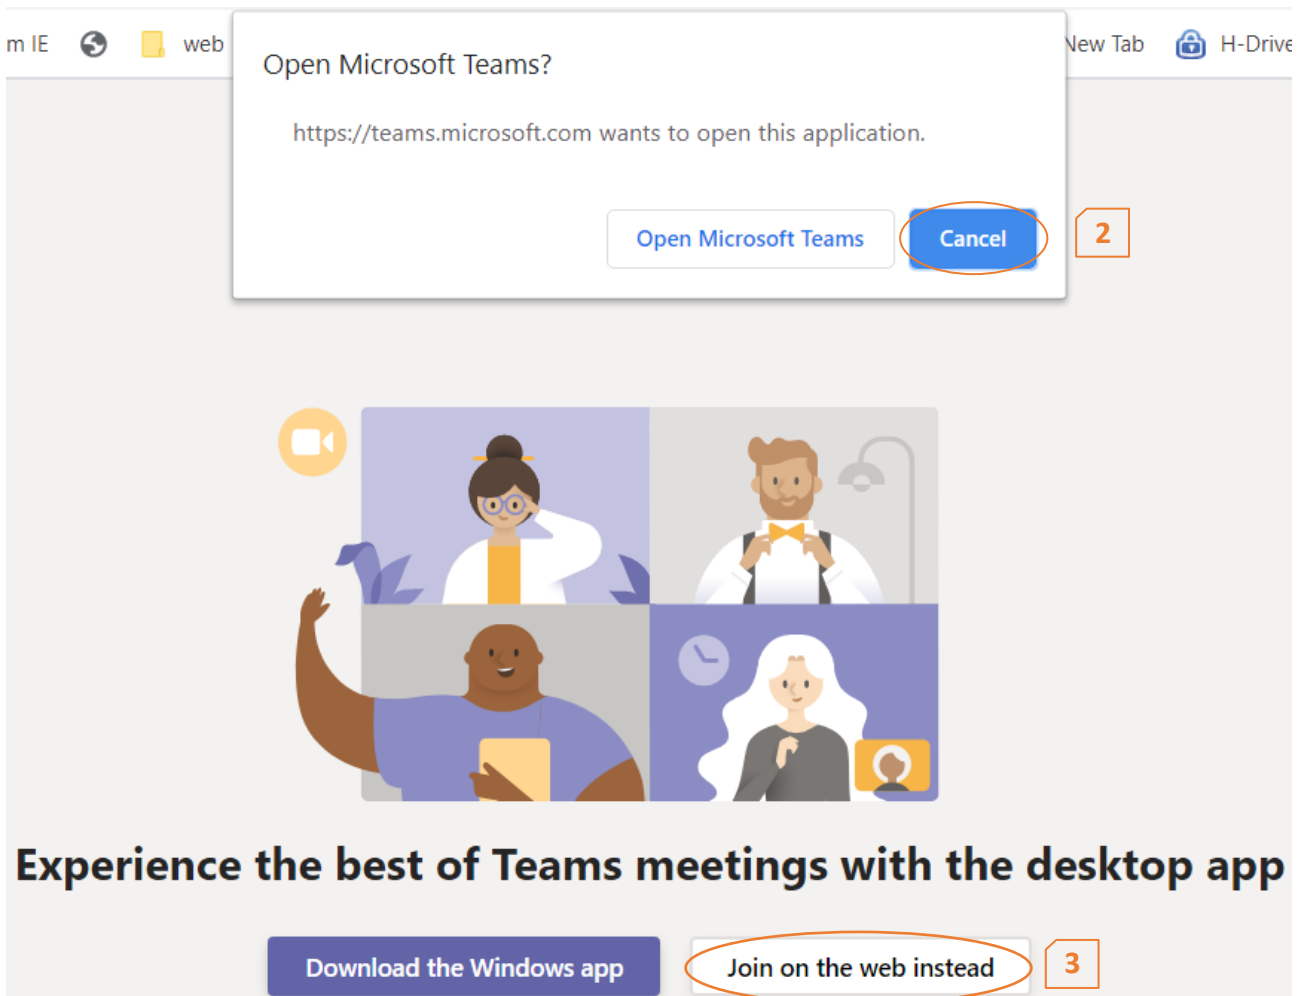 m IE web New Tab H-Drive
Open Microsoft Teams?
https://teams.microsoft.com wants to open this application.
Open Microsoft Teams Cancel 2
Experience the best of Teams meetings with the desktop app
Download the Windows app Join on the web instead 3